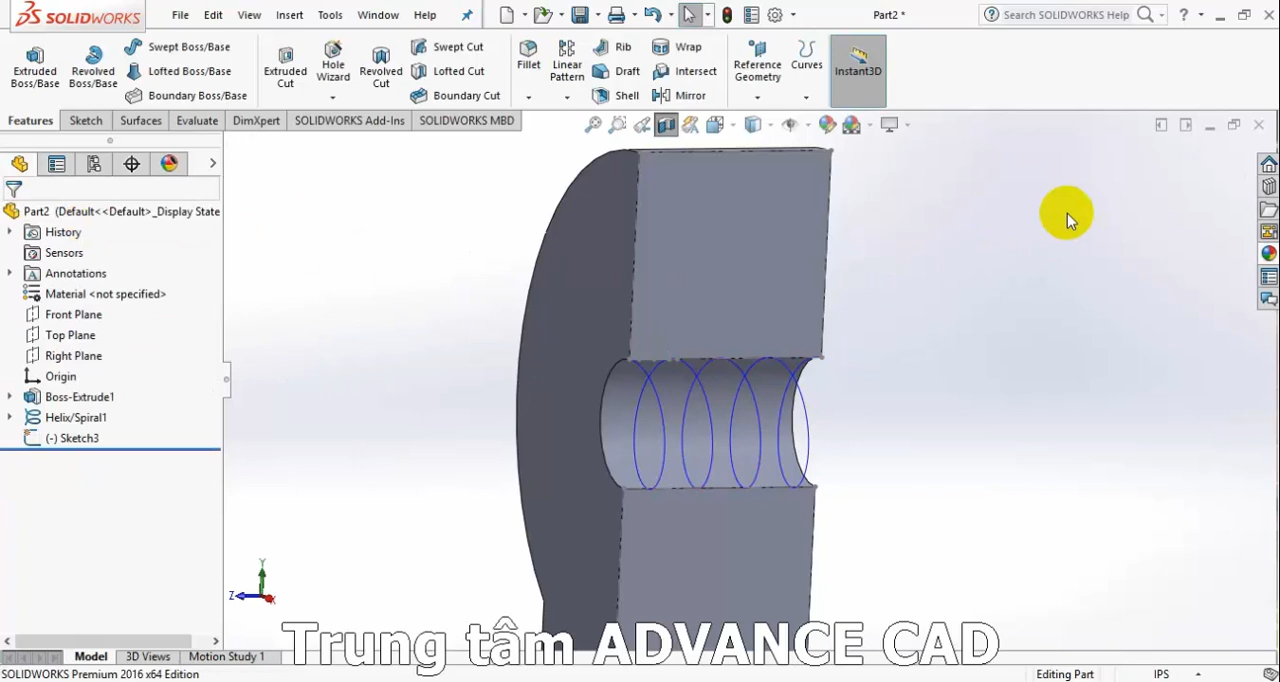 SOLIDWORKS File Edit View Insert Tools Window Help Part2 * Search SOLIDWORKS Help
Extruded Boss/Base
Revolved Boss/Base
Swept Boss/Base
Lofted Boss/Base
Boundary Boss/Base
Extruded Cut
Hole Wizard
Revolved Cut
Swept Cut
Lofted Cut
Boundary Cut
Fillet
Linear Pattern
Rib
Draft
Shell
Wrap
Intersect
Mirror
Reference Geometry
Curves
Instant3D
Features Sketch Surfaces Evaluate DimXpert SOLIDWORKS Add-Ins SOLIDWORKS MBD
Part2 (Default<<Default>_Display State
History
Sensors
Annotations
Material <not specified>
Front Plane
Top Plane
Right Plane
Origin
Boss-Extrude1
Helix/Spiral1
(-) Sketch3
Y
Z
X
Trung tâm ADVANCE CAD
Model 3D Views Motion Study 1
SOLIDWORKS Premium 2016 x64 Edition Editing Part IPS